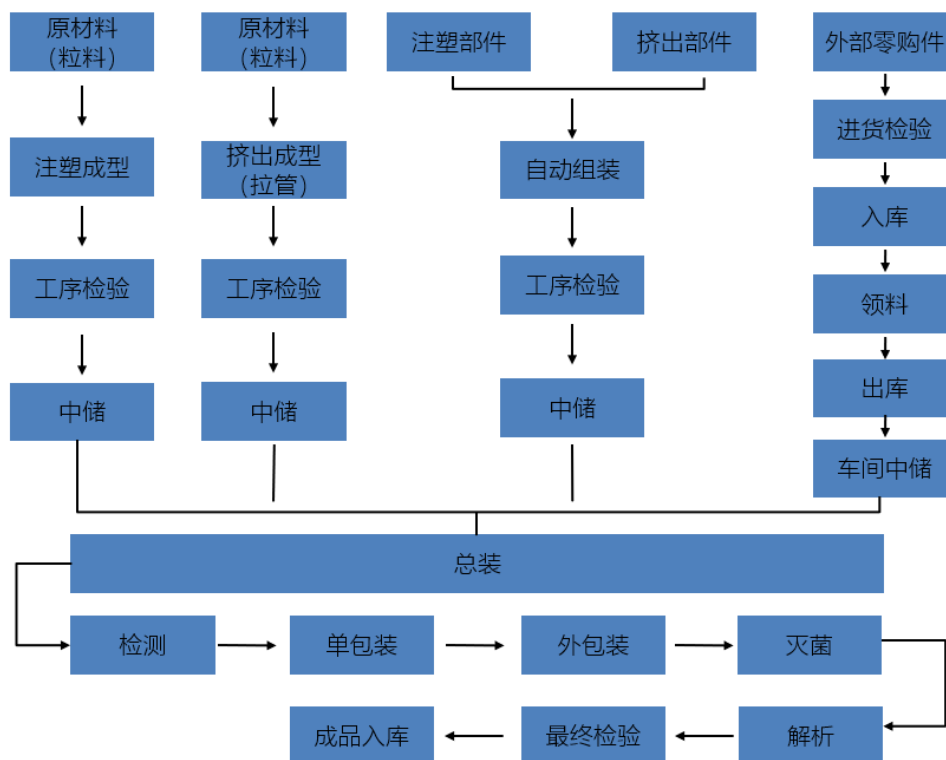 原材料
（粒料）
原材料
（粒料）
注塑部件
挤出部件
外部零购件
进货检验
注塑成型
挤出成型
（拉管）
自动组装
入库
工序检验
工序检验
工序检验
领料
中储
中储
中储
出库
车间中储
总装
检测
单包装
外包装
灭菌
成品入库
最终检验
解析